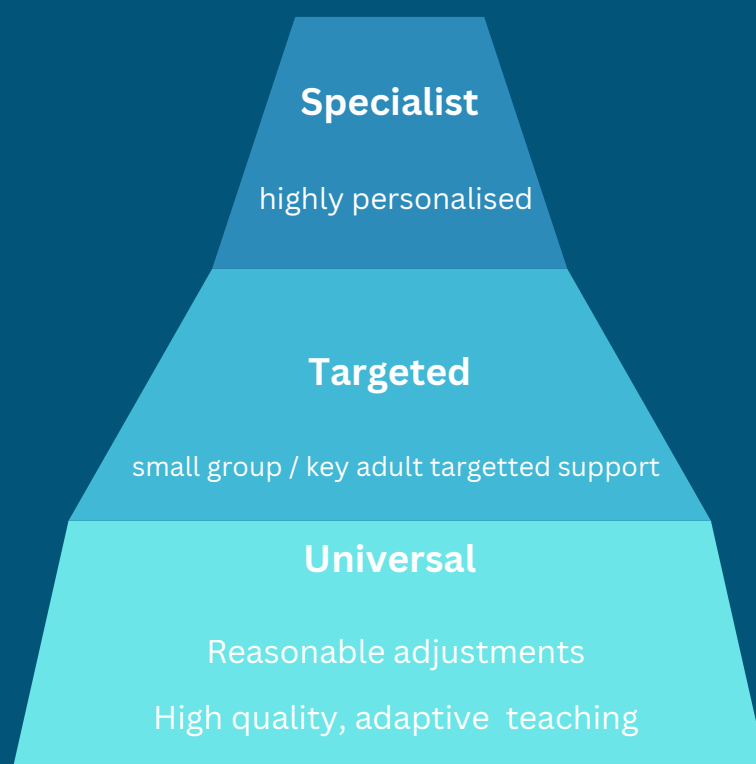 Specialist
highly personalised
Targeted
small group / key adult targetted support
Universal
Reasonable adjustments
High quality, adaptive  teaching